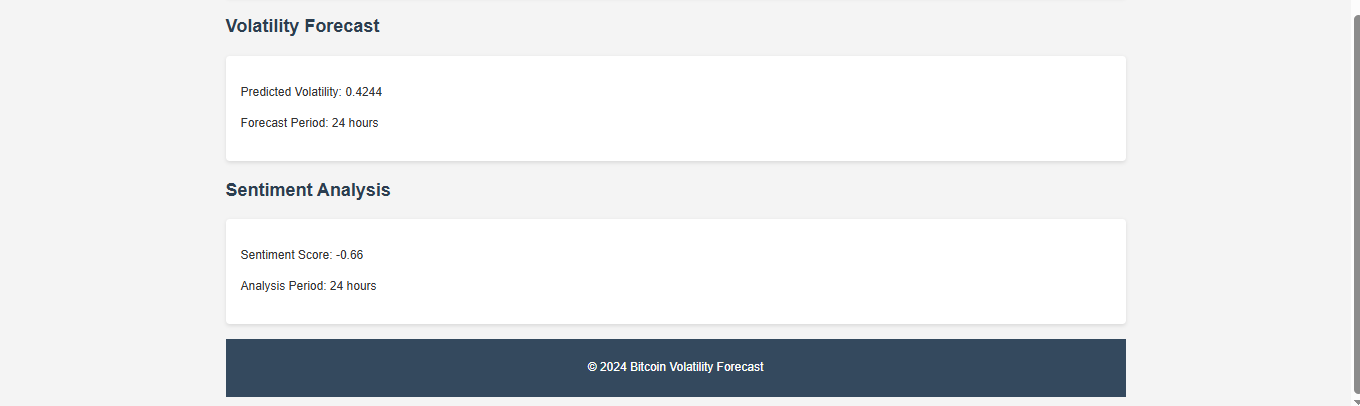 Volatility Forecast
Predicted Volatility: 0.4244
Forecast Period: 24 hours
Sentiment Analysis
Sentiment Score: -0.66
Analysis Period: 24 hours
© 2024 Bitcoin Volatility Forecast